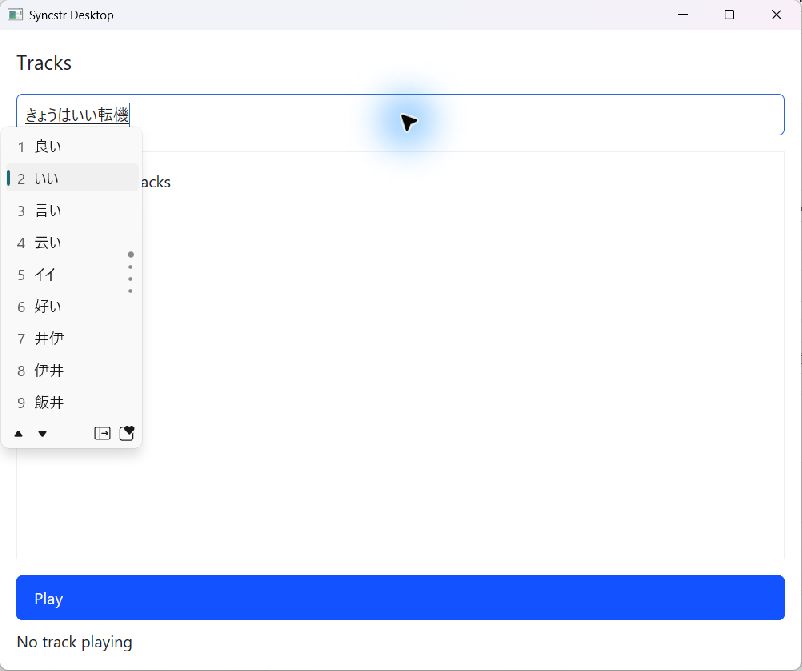 Syncstr Desktop
Tracks
きょうはいい転機
1 良い
2 いい
3 言い
4 云い
5 イイ
6 好い
7 井伊
8 伊井
9 飯井
acks
Play
No track playing